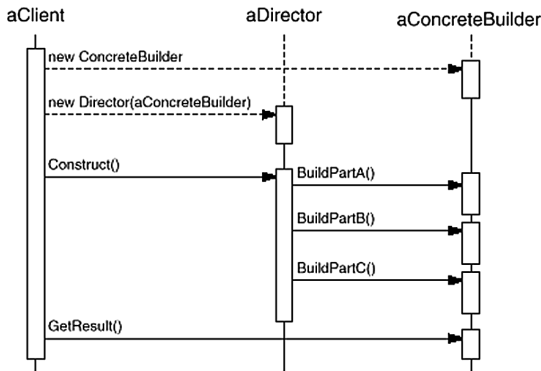 aClient
aDirector
aConcreteBuilder
new ConcreteBuilder
new Director(aConcreteBuilder)
Construct()
BuildPartA()
BuildPartB()
BuildPartC()
GetResult()